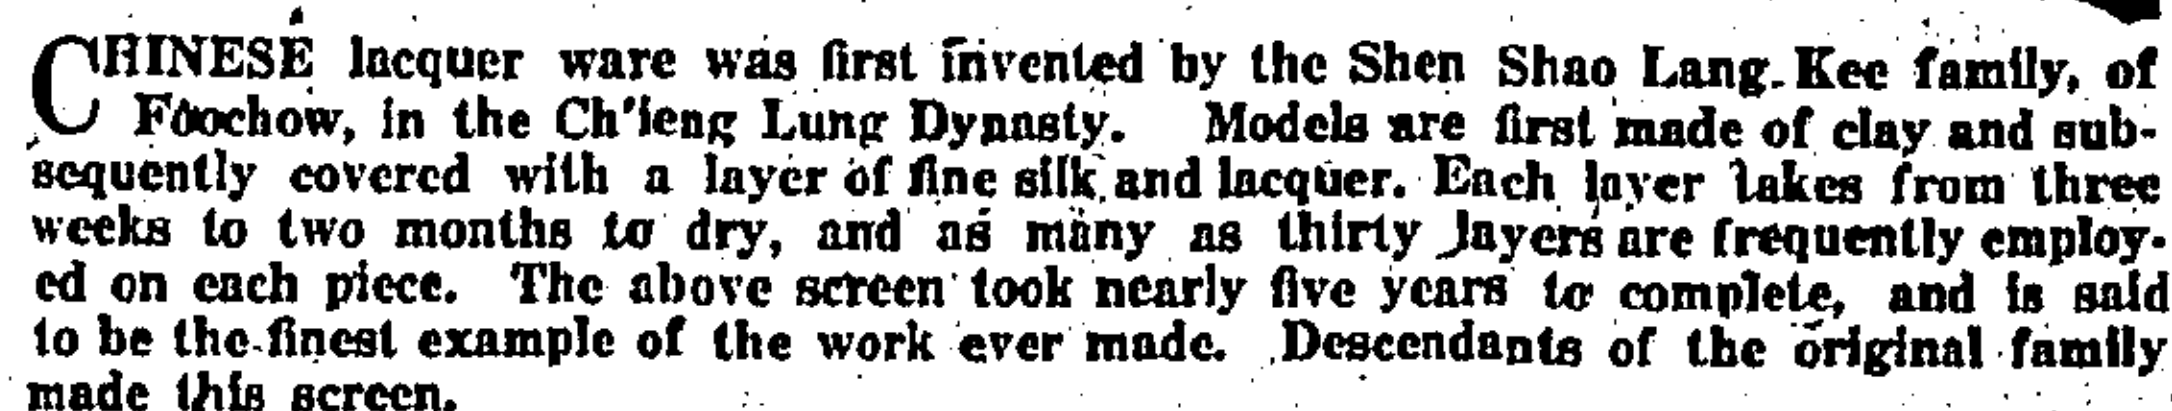 CHINESE lacquer ware was first invented by the Shen Shao Lang Kee family, of
Foochow, in the Ch'ieng Lung Dynasty. Models are first made of clay and sub-
sequently covered with a layer of fine silk and lacquer. Each layer takes from three
weeks to two months to dry, and as many as thirty layers are frequently employ-
ed on each piece. The above screen took nearly five years to complete, and is said
to be the finest example of the work ever made. Descendants of the original family
made this screen.